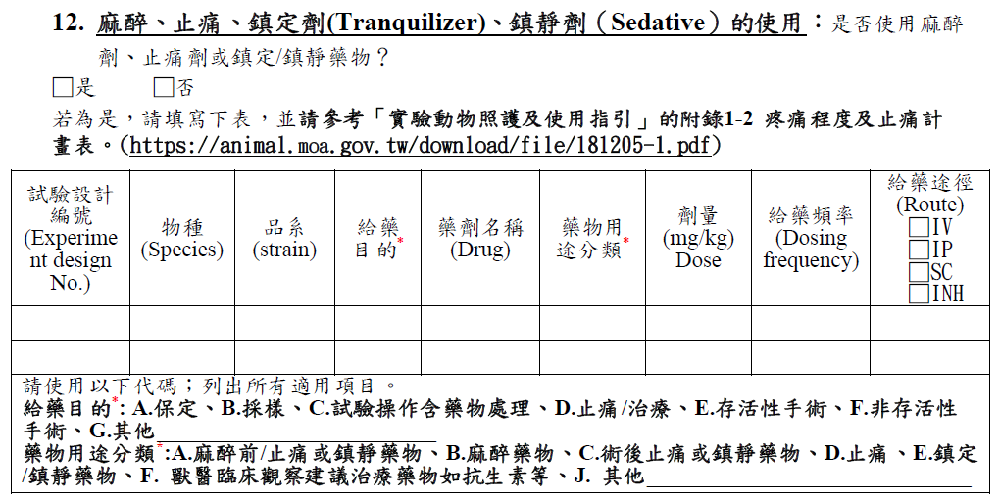 12. 麻醉、止痛、鎮定劑(Tranquilizer)、鎮靜劑（Sedative）的使用：是否使用麻醉
劑、止痛劑或鎮定/鎮靜藥物？
□是 □否
若為是，請填寫下表，並請參考「實驗動物照護及使用指引」的附錄1-2 疼痛程度及止痛計
畫表。(https://animal.moa.gov.tw/download/file/181205-1.pdf)
試驗設計
編號
(Experime
nt design
No.)
物種
(Species)
品系
(strain)
給藥
目的*
藥劑名稱
(Drug)
藥物用
途分類*
劑量
(mg/kg)
Dose
給藥頻率
(Dosing
frequency)
給藥途徑
(Route)
□IV
□IP
□SC
□INH
請使用以下代碼；列出所有適用項目。
給藥目的*: A.保定、B.採樣、C.試驗操作含藥物處理、D.止痛/治療、E.存活性手術、F.非存活性
手術、G.其他
藥物用途分類*:A.麻醉前/止痛或鎮靜藥物、B.麻醉藥物、C.術後止痛或鎮靜藥物、D.止痛、E.鎮定
/鎮靜藥物、F. 獸醫臨床觀察建議治療藥物如抗生素等、J. 其他